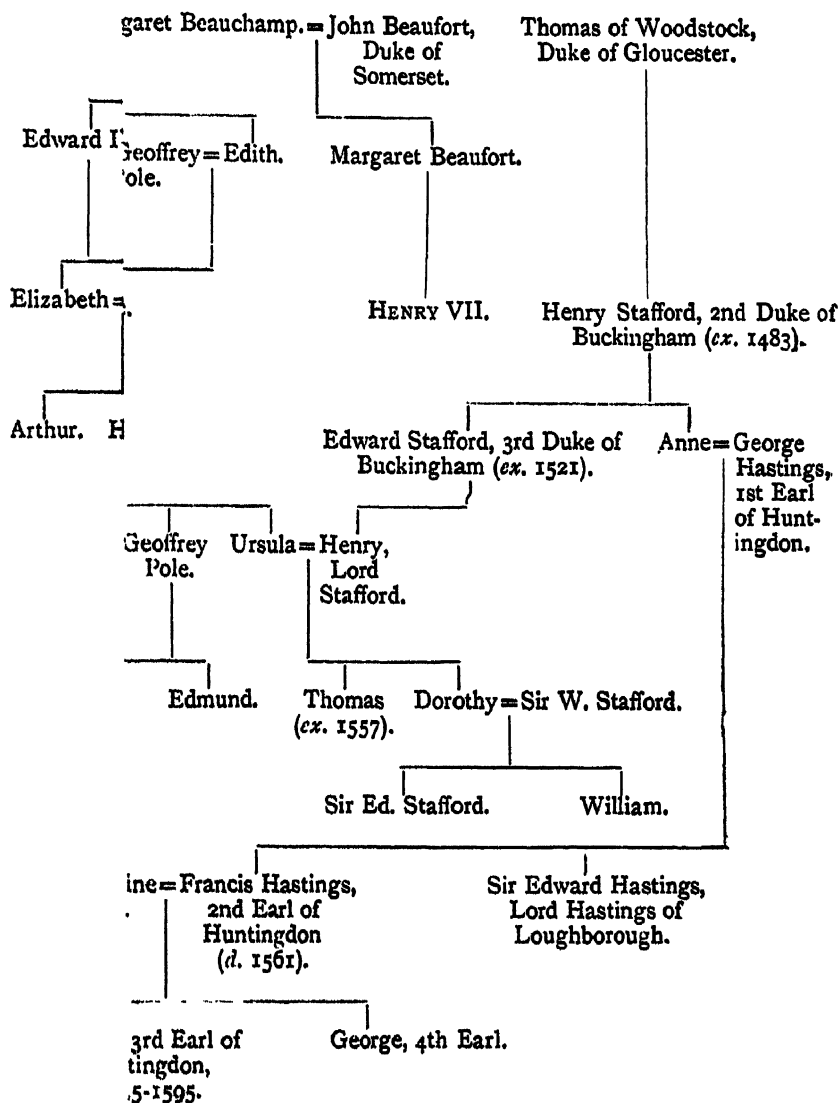 garet Beauchamp. = John Beaufort, Duke of Somerset.
Thomas of Woodstock, Duke of Gloucester.
Edward I
Geoffrey = Edith.
ole.
Margaret Beaufort.
Elizabeth =
HENRY VII.
Henry Stafford, 2nd Duke of
Buckingham (ex. 1483).
Arthur. H
Edward Stafford, 3rd Duke of
Buckingham (ex. 1521).
Anne = George
Hastings,
1st Earl
of Hunt-
ingdon.
Geoffrey
Pole.
Ursula = Henry,
Lord
Stafford.
Edmund.
Thomas
(ex. 1557).
Dorothy = Sir W. Stafford.
Sir Ed. Stafford.
William.
ine = Francis Hastings,
2nd Earl of
Huntingdon
(d. 1561).
Sir Edward Hastings,
Lord Hastings of
Loughborough.
3rd Earl of
tingdon,
5-1595.
George, 4th Earl.